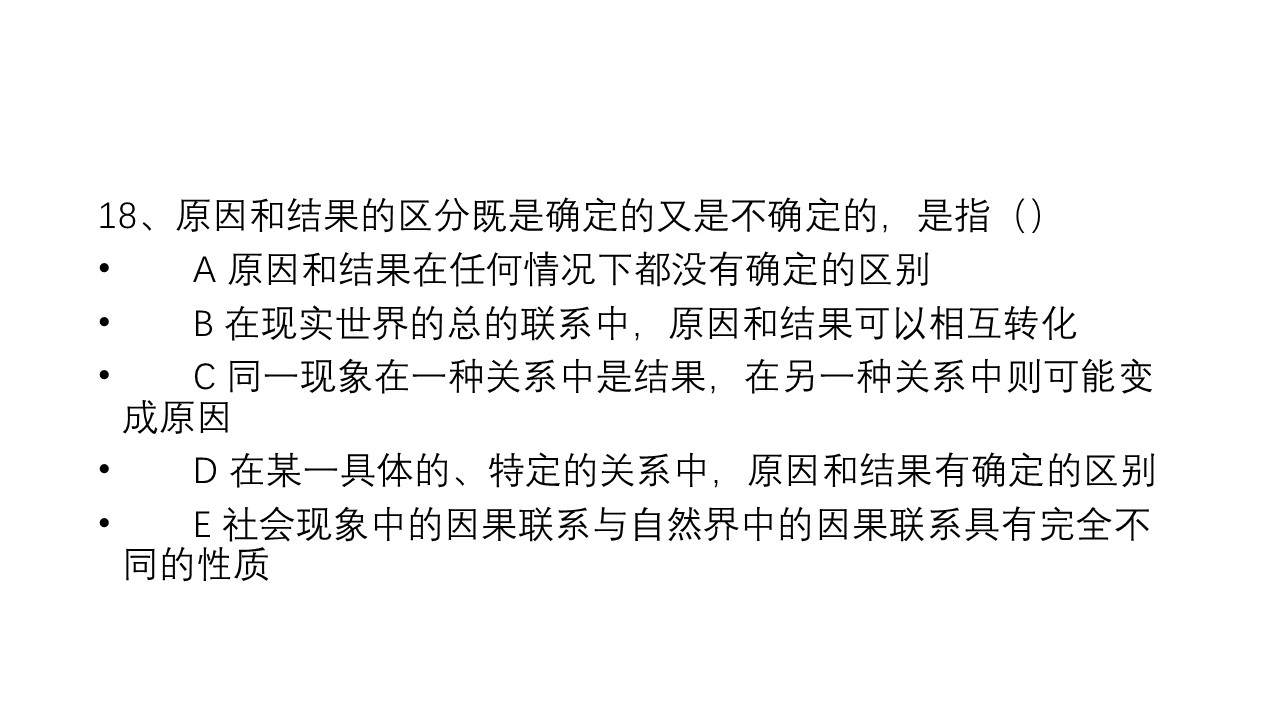 18、原因和结果的区分既是确定的又是不确定的，是指（）
• A 原因和结果在任何情况下都没有确定的区别
• B 在现实世界的总的联系中，原因和结果可以相互转化
• C 同一现象在一种关系中是结果，在另一种关系中则可能变
成原因
• D 在某一具体的、特定的关系中，原因和结果有确定的区别
• E 社会现象中的因果联系与自然界中的因果联系具有完全不
同的性质